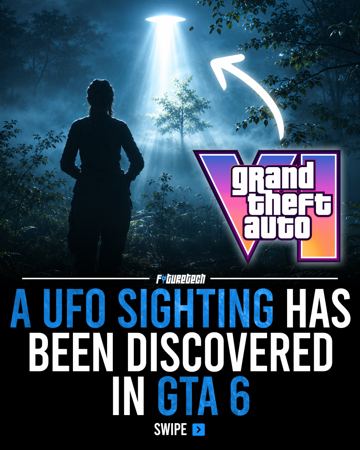 VI
grand
theft
auto
FUTURETECH
A UFO SIGHTING HAS
BEEN DISCOVERED
IN GTA 6
SWIPE